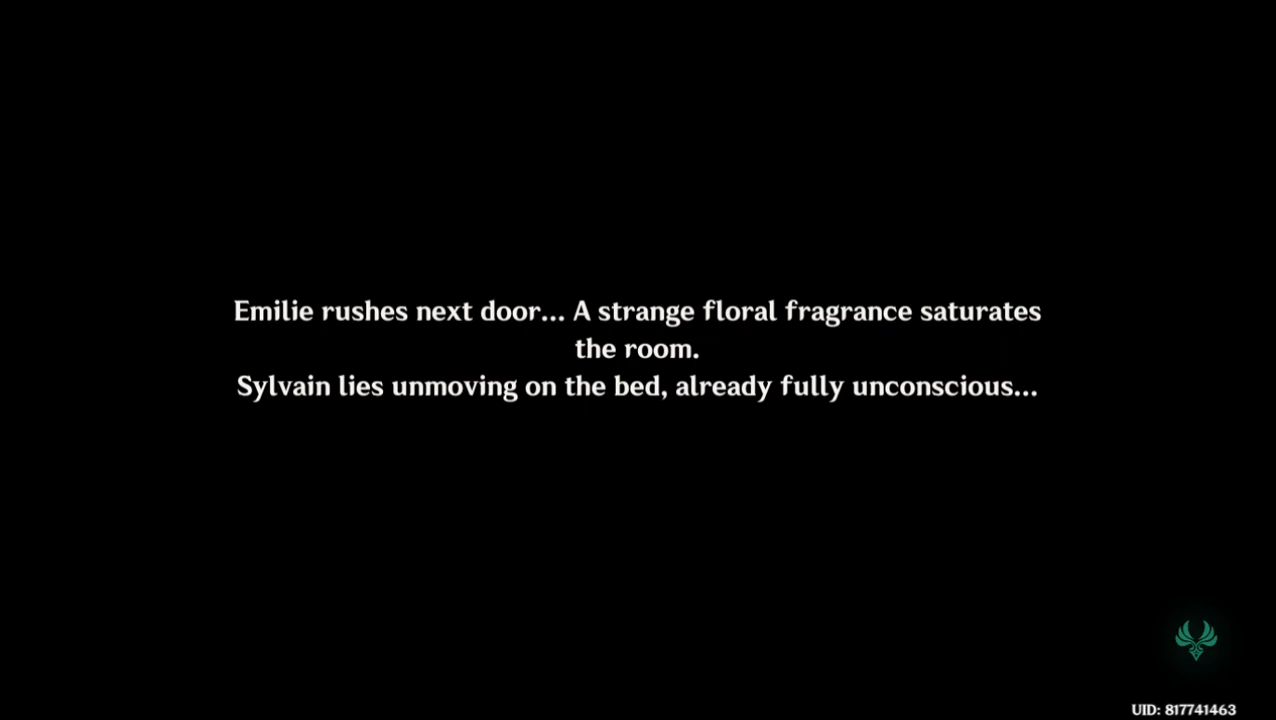 Emilie rushes next door... A strange floral fragrance saturates
the room.
Sylvain lies unmoving on the bed, already fully unconscious...
UID: 817741463